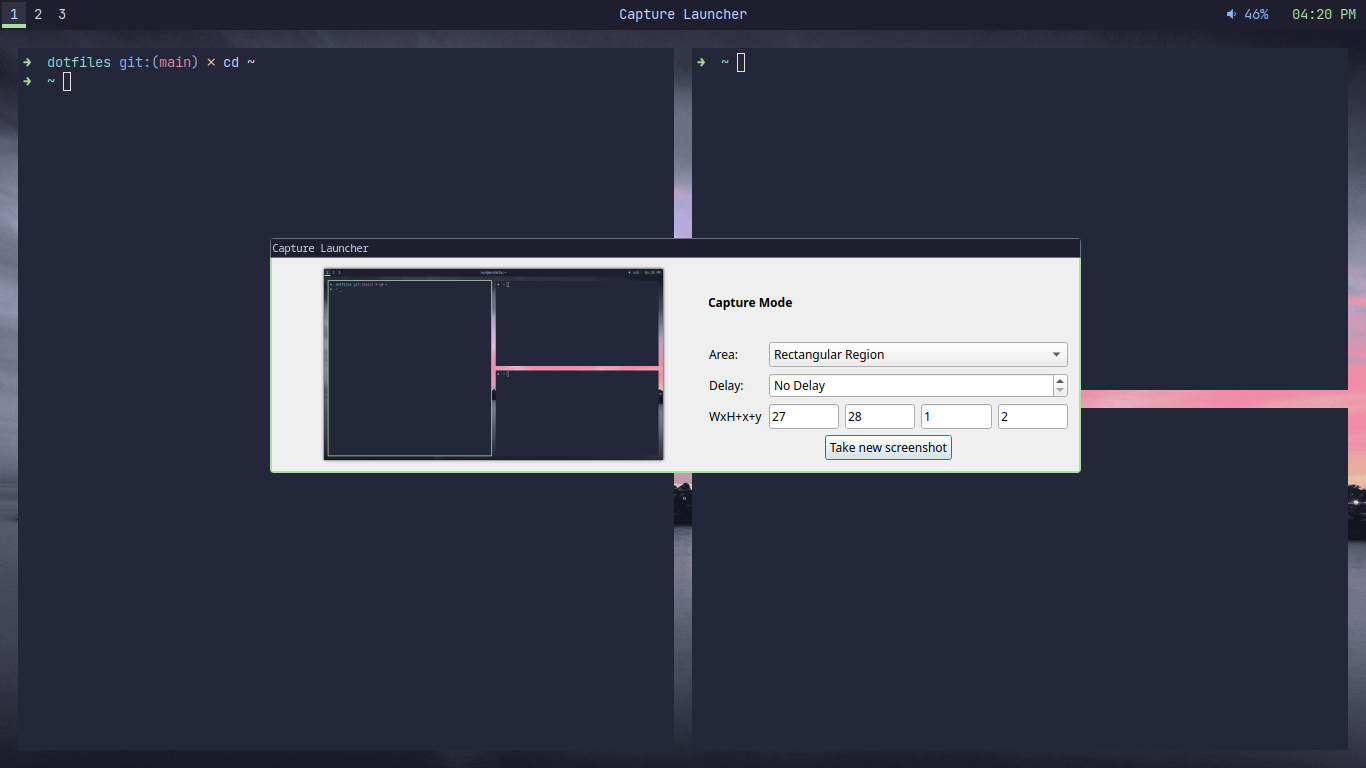 1 2 3 Capture Launcher 46% 04:20 PM
➜ dotfiles git:(main) × cd ~
➜ ~
➜ ~
Capture Launcher
Capture Mode
Area: Rectangular Region
Delay: No Delay
WxH+x+y 27 28 1 2
Take new screenshot